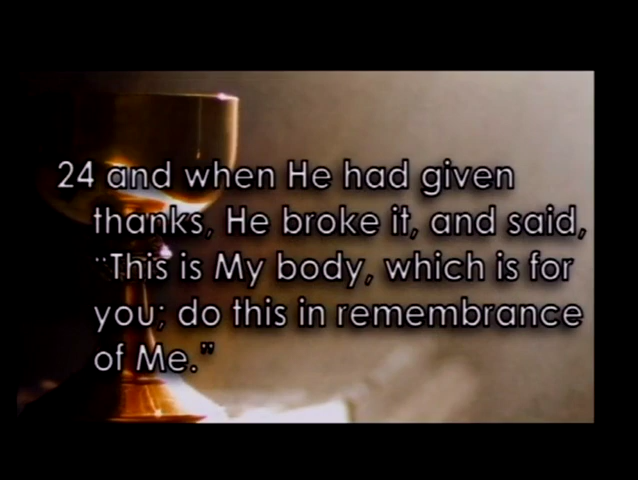 24 and when He had given
thanks, He broke it, and said,
"This is My body, which is for
you; do this in remembrance
of Me."